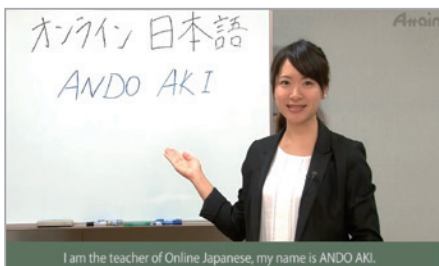 オンライン 日本語
ANDO AKI
Attain
I am the teacher of Online Japanese, my name is ANDO AKI.